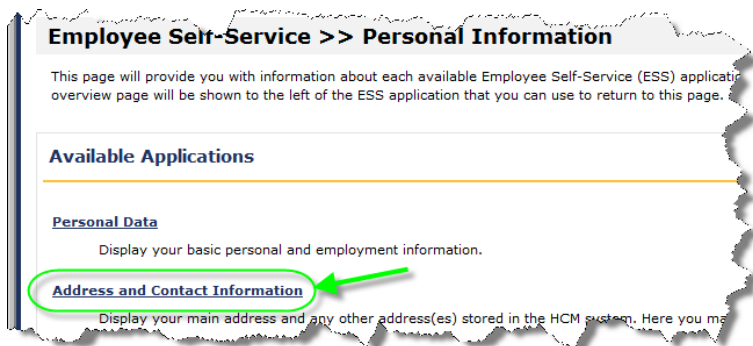 Employee Self-Service >> Personal Information
This page will provide you with information about each available Employee Self-Service (ESS)
overview page will be shown to the left of the ESS application that you can use to return to this page.
Available Applications
Personal Data
Display your basic personal and employment information.
Address and Contact Information
Display your main address and any other address(es) stored in the HCM system. Here you